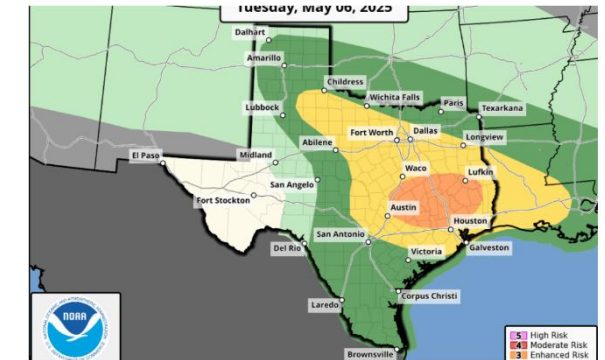 Tuesday, May 06, 2025
Dalhart
Amarillo
Childress
Wichita Falls
Paris
Texarkana
Lubbock
Fort Worth
Dallas
Longview
Abilene
El Paso
Midland
Waco
Lufkin
San Angelo
Fort Stockton
Austin
Houston
San Antonio
Del Rio
Victoria
Galveston
Laredo
Corpus Christi
Brownsville
NOAA
5 High Risk
4 Moderate Risk
3 Enhanced Risk